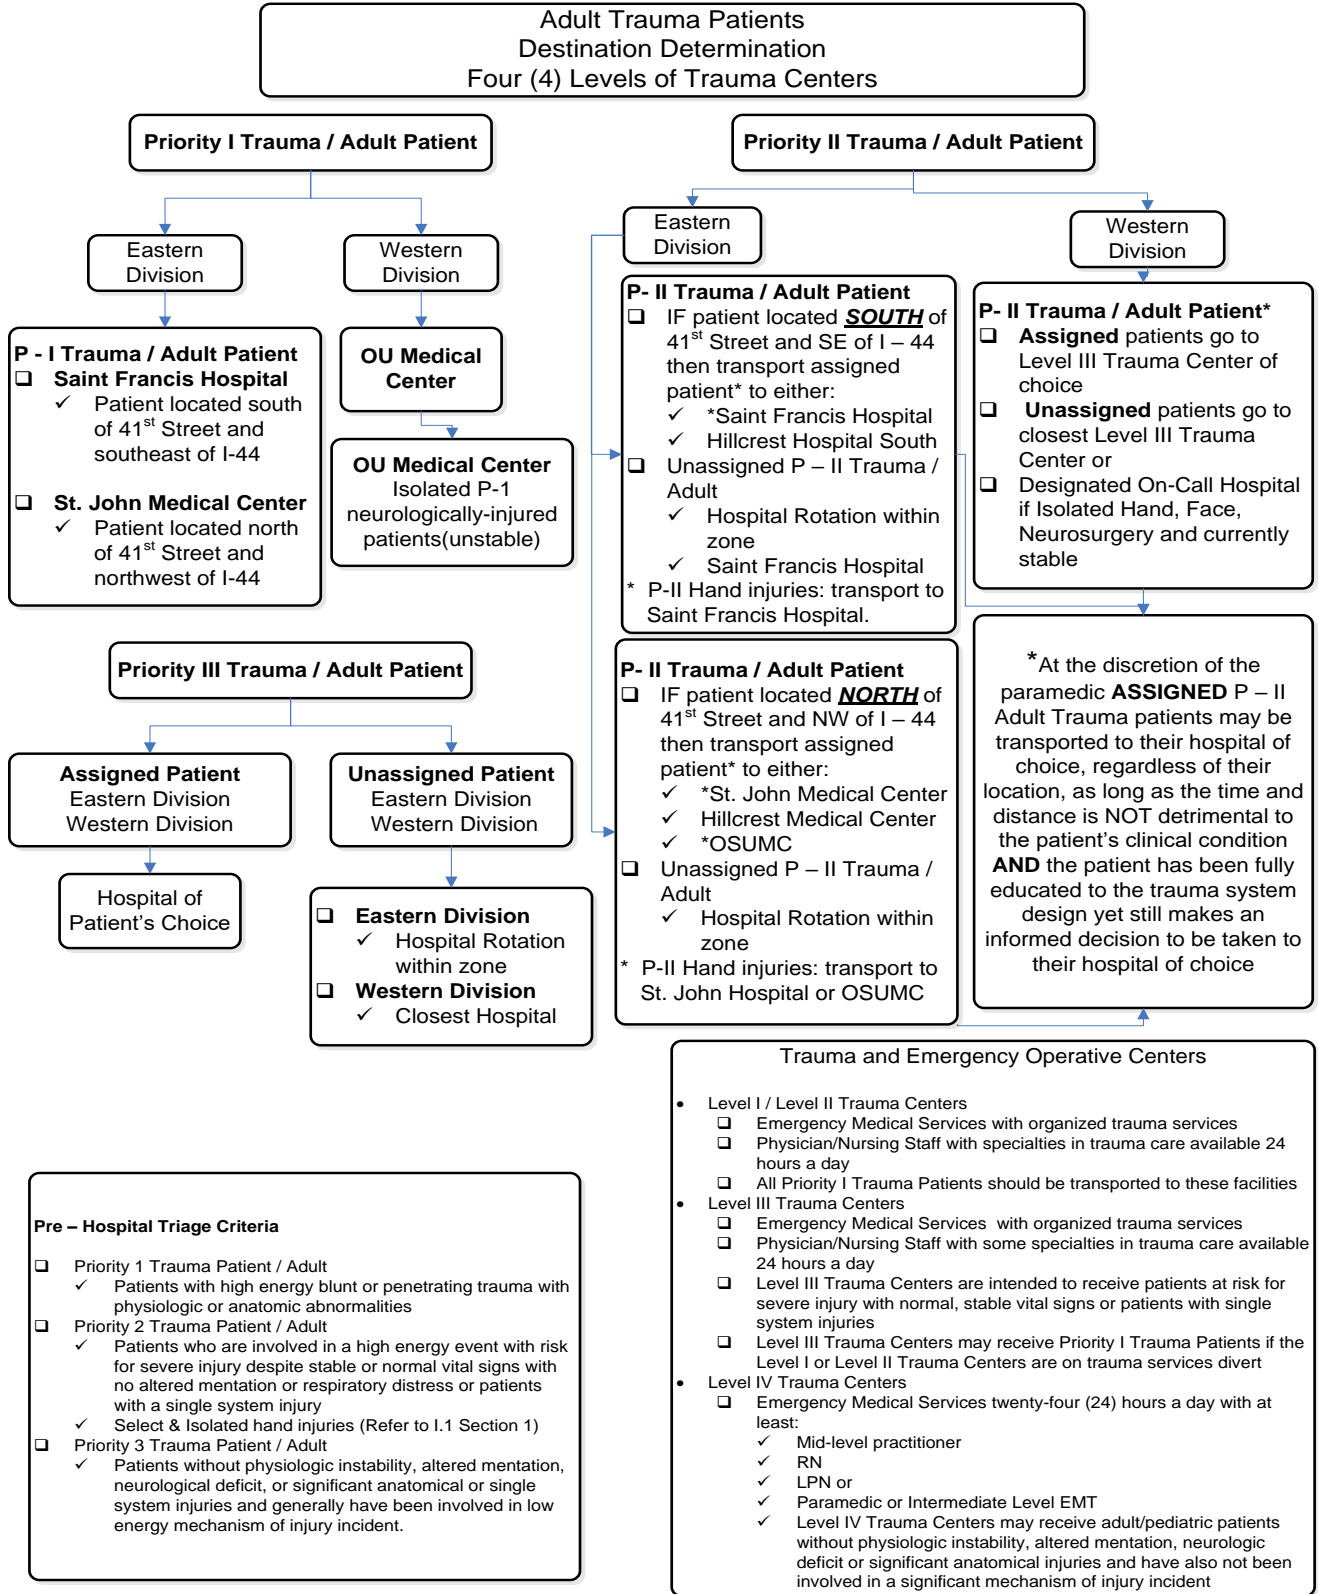 Adult Trauma Patients
Destination Determination
Four (4) Levels of Trauma Centers
Priority I Trauma / Adult Patient
Eastern
Division
Western
Division
P - I Trauma / Adult Patient
❑ Saint Francis Hospital
✓ Patient located south
of 41st Street and
southeast of I-44
❑ St. John Medical Center
✓ Patient located north
of 41st Street and
northwest of I-44
OU Medical
Center
OU Medical Center
Isolated P-1
neurologically-injured
patients(unstable)
Priority II Trauma / Adult Patient
Eastern
Division
Western
Division
P- II Trauma / Adult Patient
❑ IF patient located SOUTH of
41st Street and SE of I – 44
then transport assigned
patient* to either:
✓ *Saint Francis Hospital
✓ Hillcrest Hospital South
❑ Unassigned P – II Trauma /
Adult
✓ Hospital Rotation within
zone
✓ Saint Francis Hospital
* P-II Hand injuries: transport to
Saint Francis Hospital.
P- II Trauma / Adult Patient*
❑ Assigned patients go to
Level III Trauma Center of
choice
❑ Unassigned patients go to
closest Level III Trauma
Center or
❑ Designated On-Call Hospital
if Isolated Hand, Face,
Neurosurgery and currently
stable
P- II Trauma / Adult Patient
❑ IF patient located NORTH of
41st Street and NW of I – 44
then transport assigned
patient* to either:
✓ *St. John Medical Center
✓ Hillcrest Medical Center
✓ *OSUMC
❑ Unassigned P – II Trauma /
Adult
✓ Hospital Rotation within
zone
* P-II Hand injuries: transport to
St. John Hospital or OSUMC
*At the discretion of the
paramedic ASSIGNED P – II
Adult Trauma patients may be
transported to their hospital of
choice, regardless of their
location, as long as the time and
distance is NOT detrimental to
the patient's clinical condition
AND the patient has been fully
educated to the trauma system
design yet still makes an
informed decision to be taken to
their hospital of choice
Priority III Trauma / Adult Patient
Assigned Patient
Eastern Division
Western Division
Unassigned Patient
Eastern Division
Western Division
Hospital of
Patient's Choice
❑ Eastern Division
✓ Hospital Rotation
within zone
❑ Western Division
✓ Closest Hospital
Pre – Hospital Triage Criteria
❑ Priority 1 Trauma Patient / Adult
✓ Patients with high energy blunt or penetrating trauma with
physiologic or anatomic abnormalities
❑ Priority 2 Trauma Patient / Adult
✓ Patients who are involved in a high energy event with risk
for severe injury despite stable or normal vital signs with
no altered mentation or respiratory distress or patients
with a single system injury
✓ Select & Isolated hand injuries (Refer to I.1 Section 1)
❑ Priority 3 Trauma Patient / Adult
✓ Patients without physiologic instability, altered mentation,
neurological deficit, or significant anatomical or single
system injuries and generally have been involved in low
energy mechanism of injury incident.
Trauma and Emergency Operative Centers
• Level I / Level II Trauma Centers
❑ Emergency Medical Services with organized trauma services
❑ Physician/Nursing Staff with specialties in trauma care available 24
hours a day
❑ All Priority I Trauma Patients should be transported to these facilities
• Level III Trauma Centers
❑ Emergency Medical Services with organized trauma services
❑ Physician/Nursing Staff with some specialties in trauma care available
24 hours a day
❑ Level III Trauma Centers are intended to receive patients at risk for
severe injury with normal, stable vital signs or patients with single
system injuries
❑ Level III Trauma Centers may receive Priority I Trauma Patients if the
Level I or Level II Trauma Centers are on trauma services divert
• Level IV Trauma Centers
❑ Emergency Medical Services twenty-four (24) hours a day with at
least:
✓ Mid-level practitioner
✓ RN
✓ LPN or
✓ Paramedic or Intermediate Level EMT
✓ Level IV Trauma Centers may receive adult/pediatric patients
without physiologic instability, altered mentation, neurologic
deficit or significant anatomical injuries and have also not been
involved in a significant mechanism of injury incident